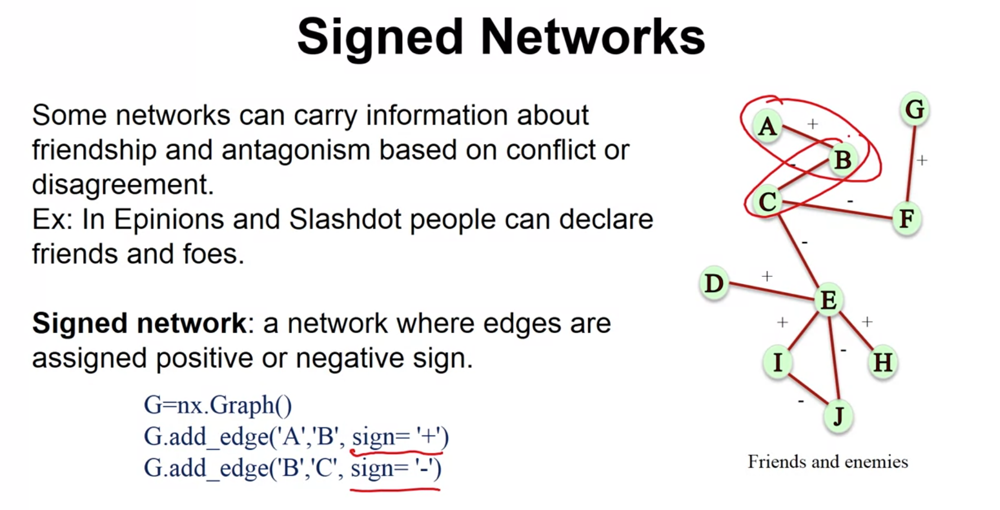 Signed Networks
Some networks can carry information about
friendship and antagonism based on conflict or
disagreement.
Ex: In Epinions and Slashdot people can declare
friends and foes.
Signed network: a network where edges are
assigned positive or negative sign.
G=nx.Graph()
G.add_edge('A','B', sign= '+')
G.add_edge('B','C', sign= '-')
G
A
+
B
+
-
C
-
F
-
D
+
E
+
+
-
I
H
-
J
Friends and enemies